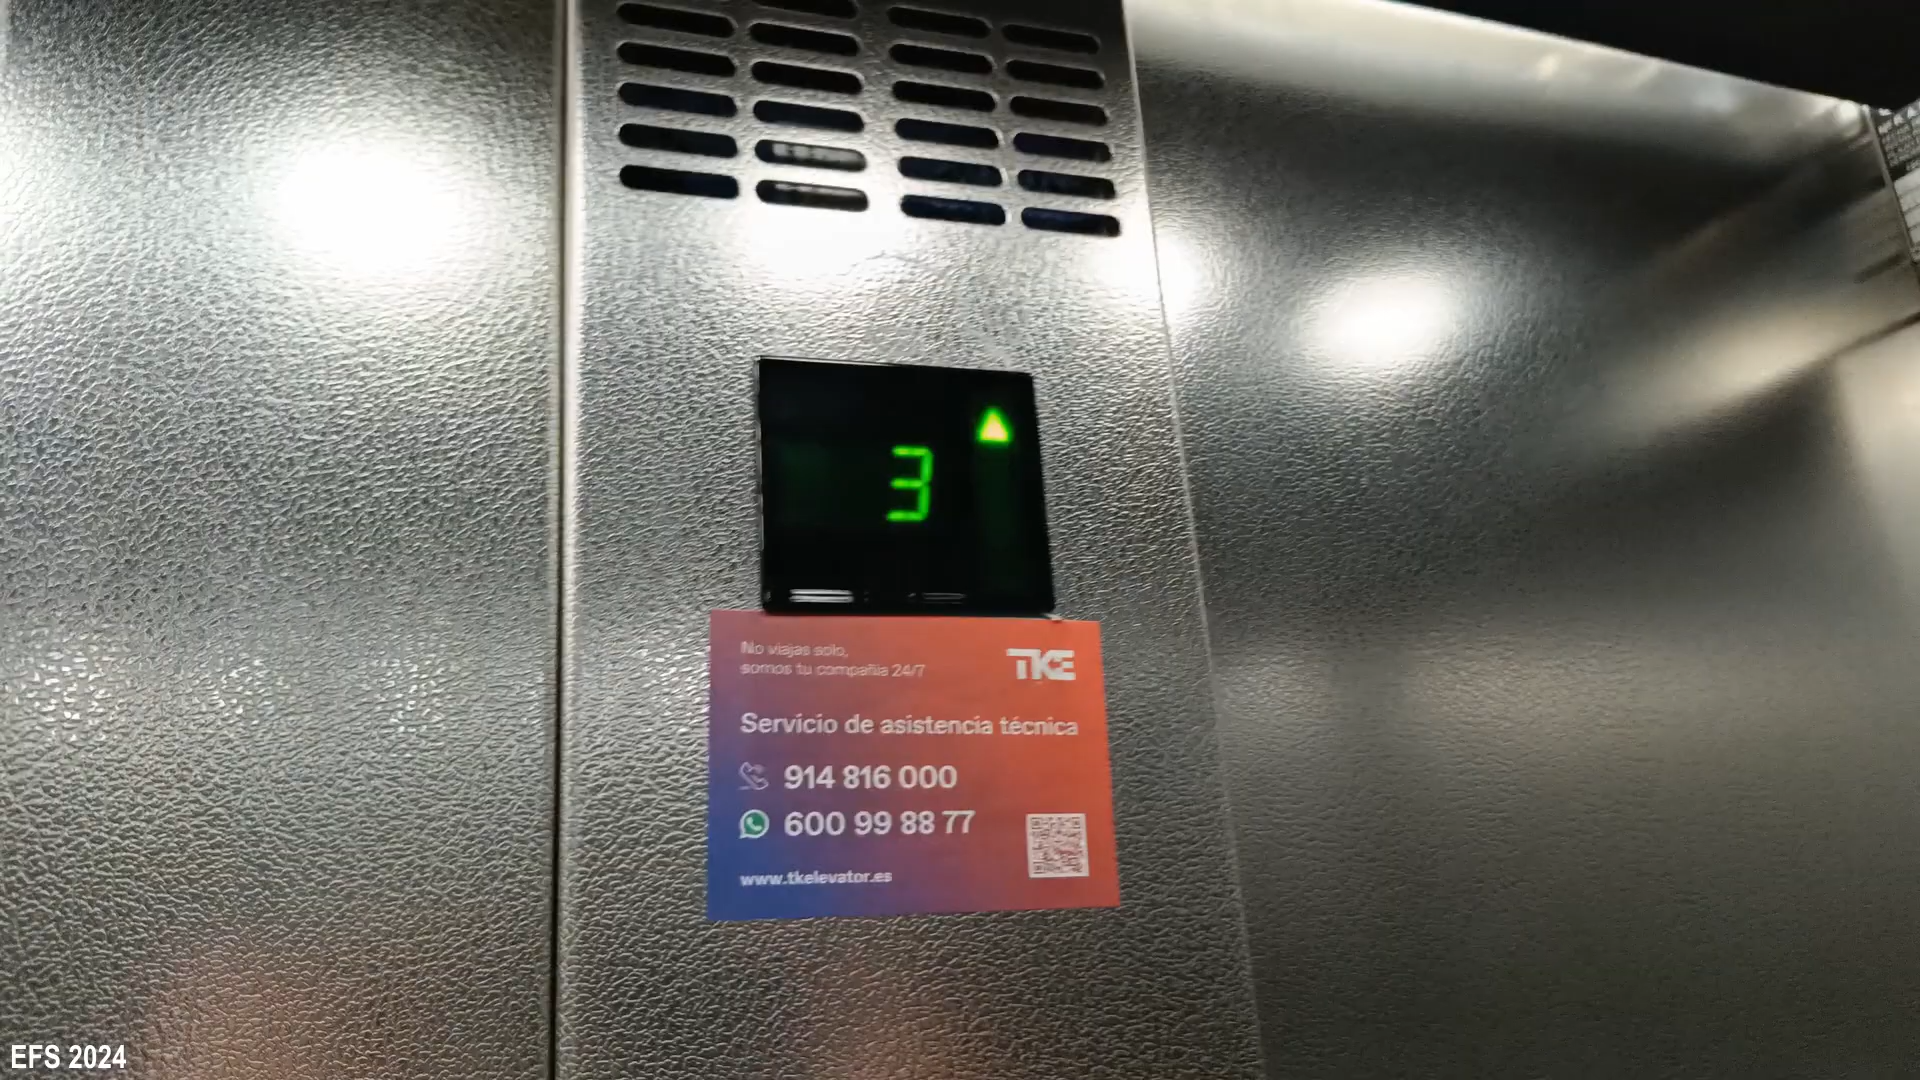 3
No viajas solo,
somos tu compañía 24/7
TKE
Servicio de asistencia técnica
914 816 000
600 99 88 77
www.tkelevator.es
EFS 2024